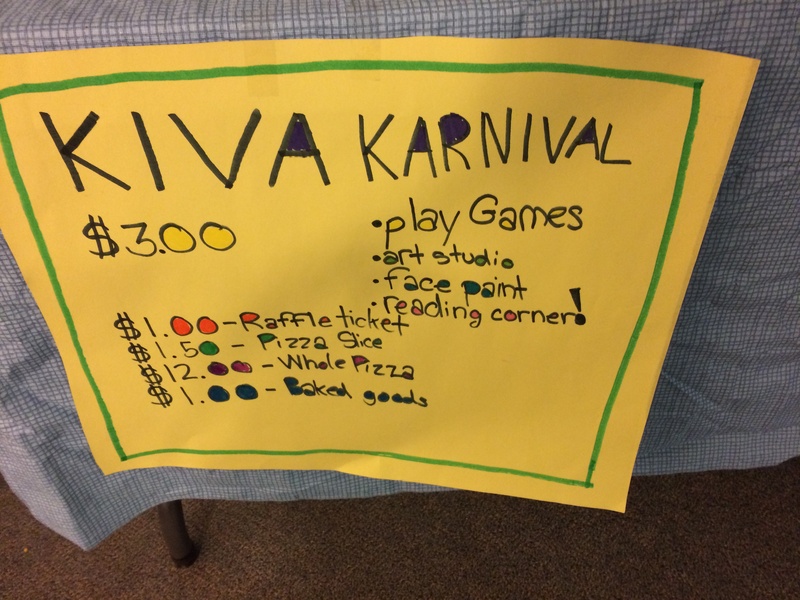 KIVA KARNIVAL
$3.00
• play Games
• art studio
• face paint
• reading corner!
$1.00 - Raffle ticket
$1.50 - Pizza Slice
$12.00 - Whole Pizza
$1.00 - Baked goods